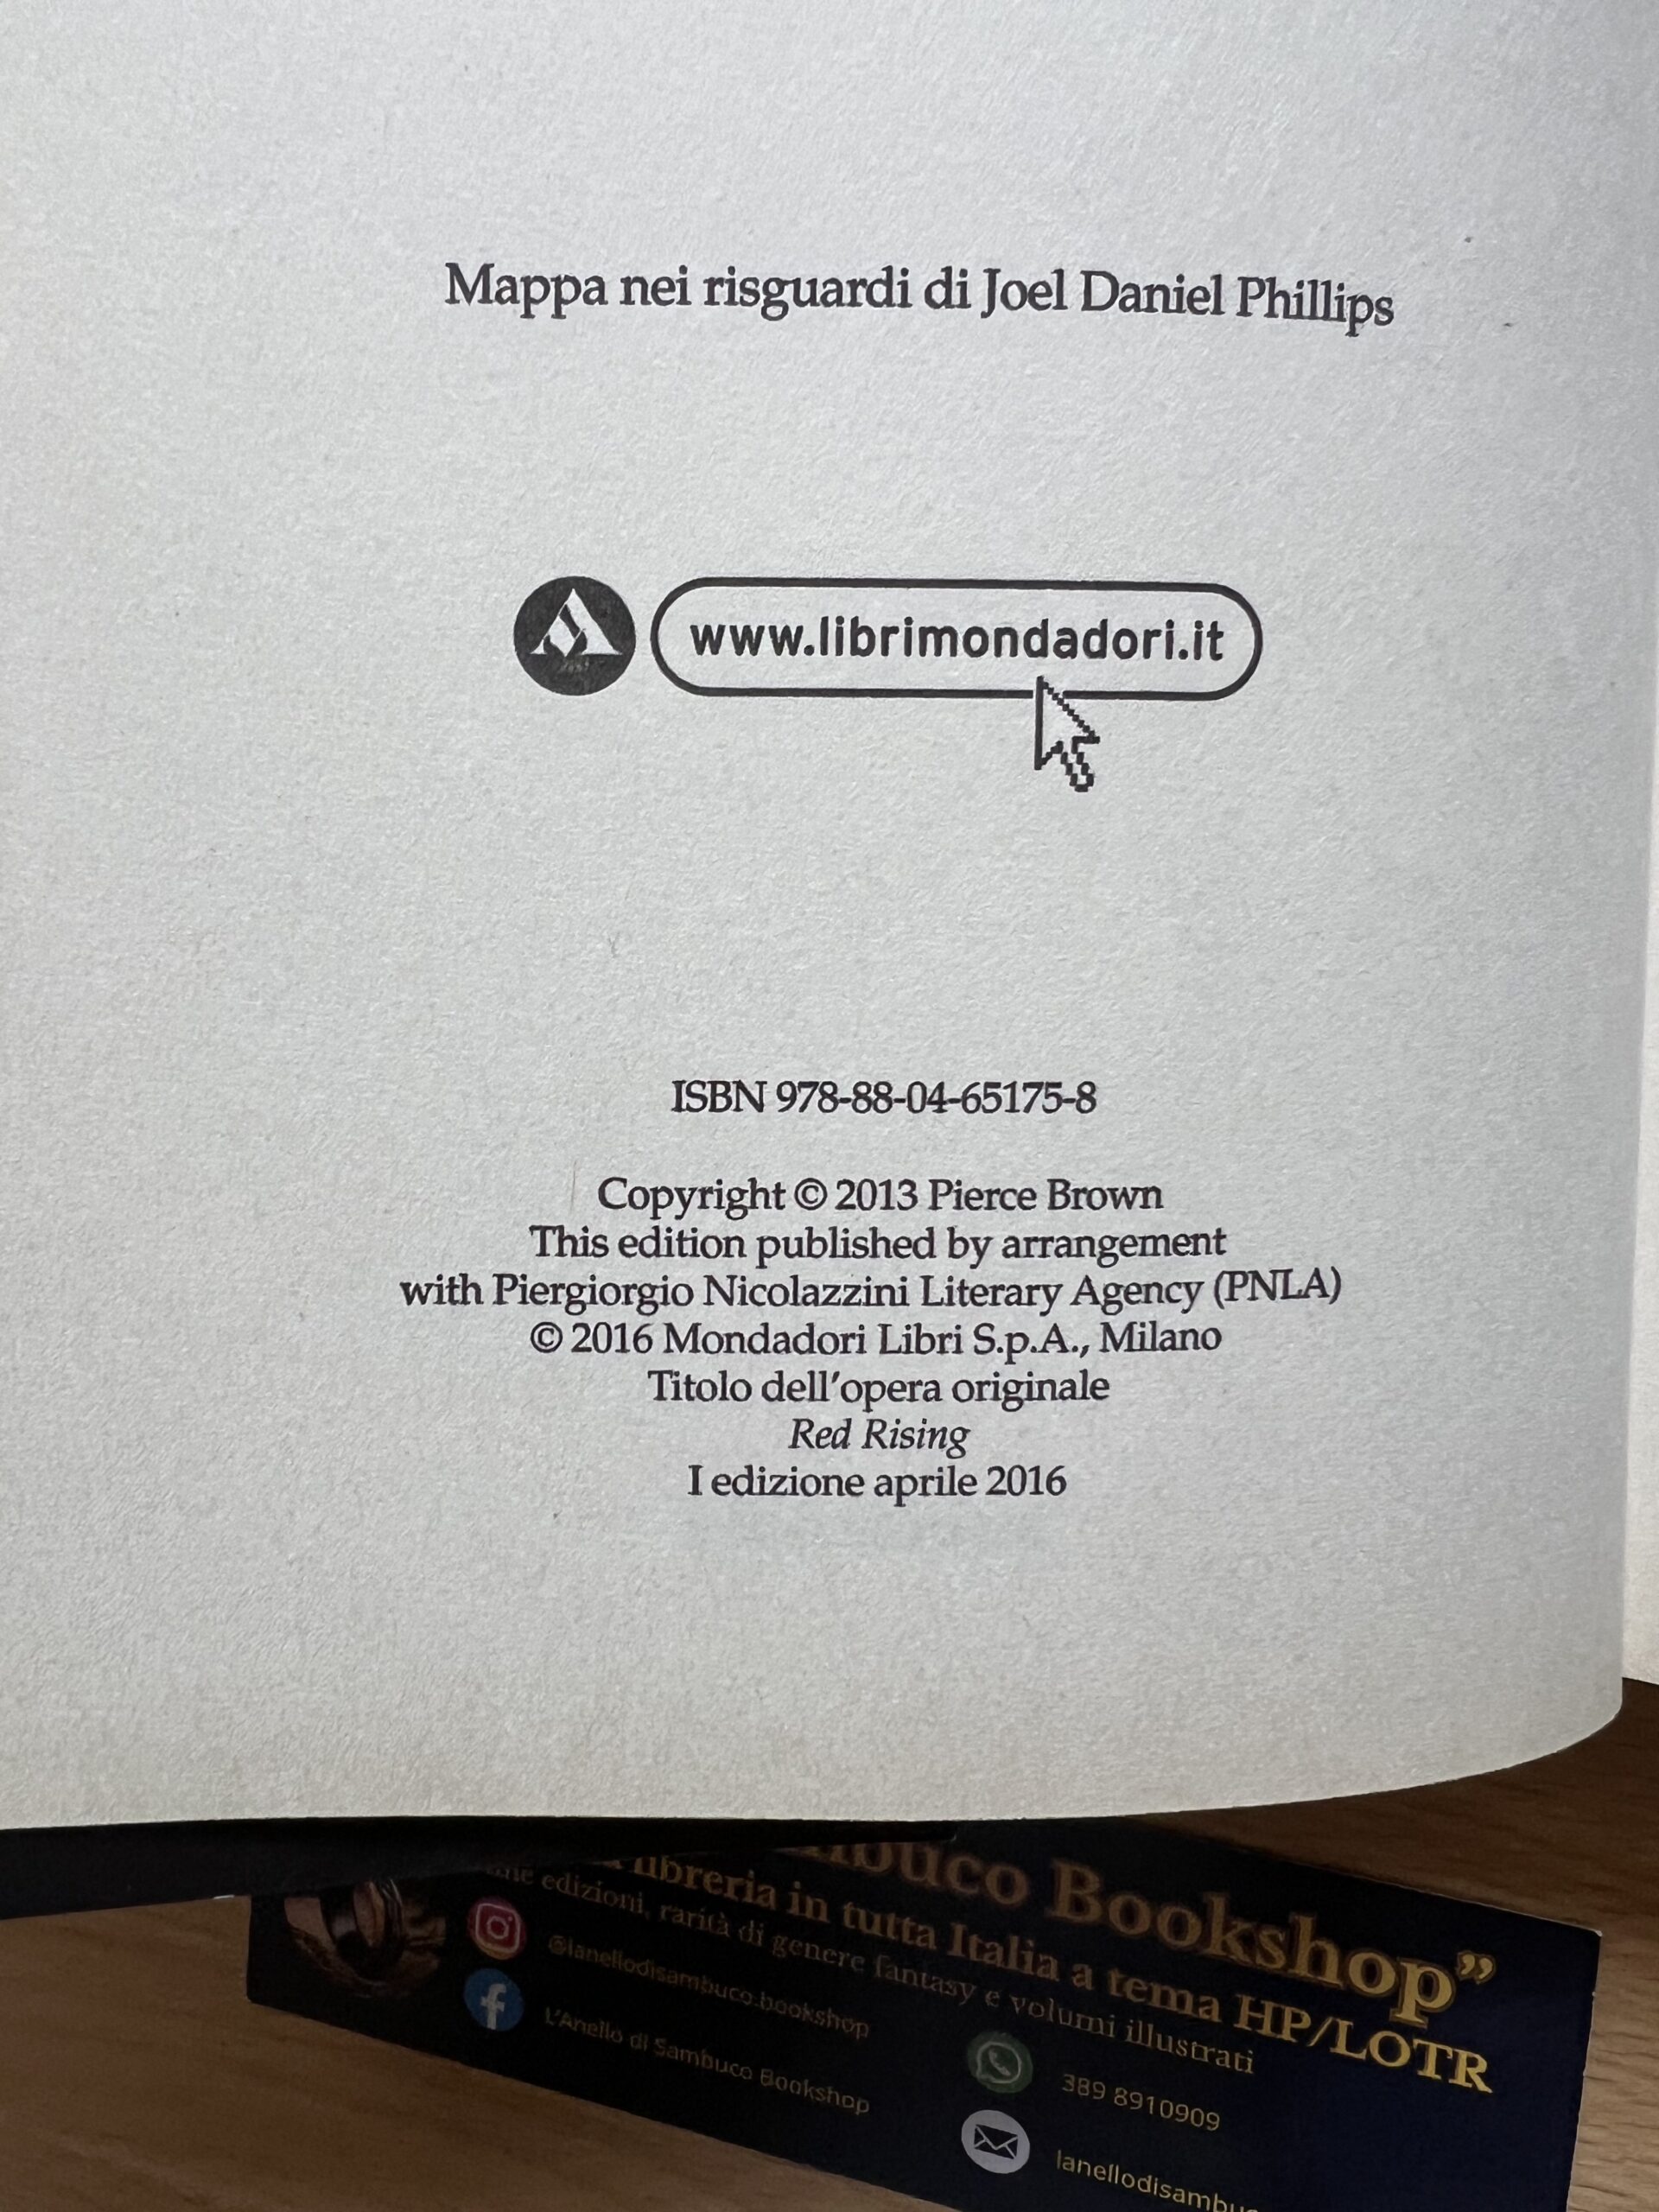 Mappa nei risguardi di Joel Daniel Phillips
www.librimondadori.it
ISBN 978-88-04-65175-8
Copyright © 2013 Pierce Brown
This edition published by arrangement
with Piergiorgio Nicolazzini Literary Agency (PNLA)
© 2016 Mondadori Libri S.p.A., Milano
Titolo dell'opera originale
Red Rising
I edizione aprile 2016
Bookshop”
libreria in tutta Italia a tema HP/LOTR
edizioni, rarità di genere fantasy e volumi illustrati
@lanellodisambuco.bookshop
L'Anello di Sambuco Bookshop
389 8910909